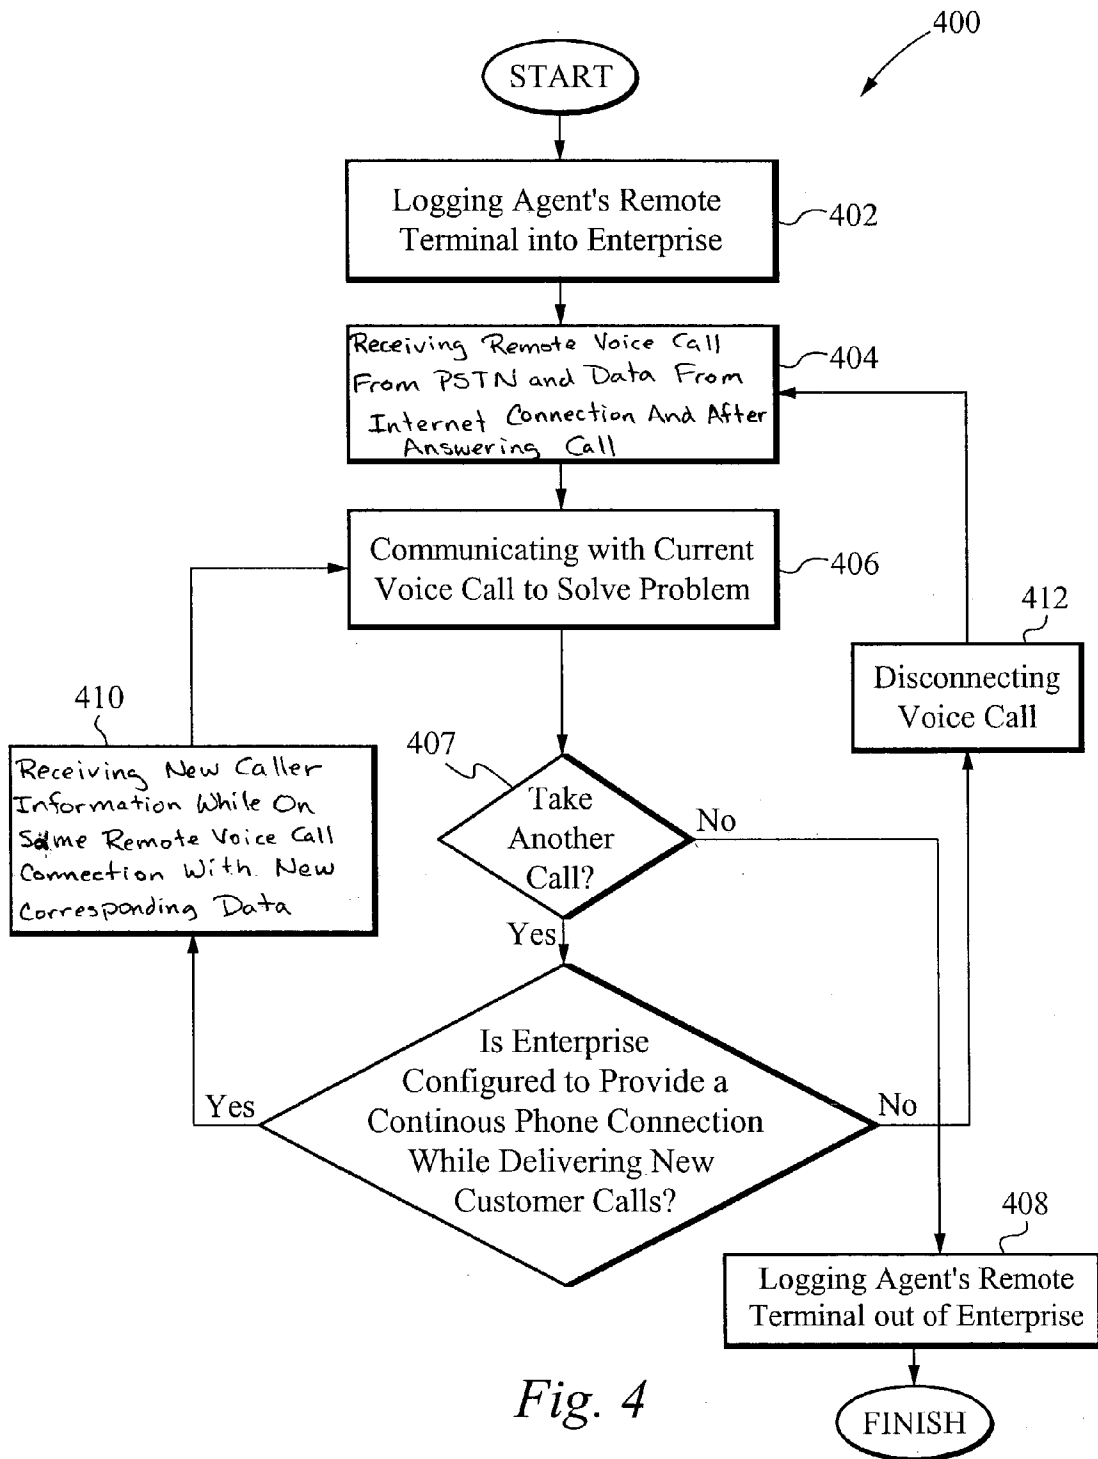 400
START
Logging Agent's Remote
Terminal into Enterprise
402
Receiving Remote Voice Call
From PSTN and Data From
Internet Connection And After
Answering Call
404
Communicating with Current
Voice Call to Solve Problem
406
412
Disconnecting
Voice Call
410
Receiving New Caller
Information While On
Same Remote Voice Call
Connection With New
Corresponding Data
407
Take
Another
Call?
No
Yes
Is Enterprise
Configured to Provide a
Continous Phone Connection
While Delivering New
Customer Calls?
Yes
No
408
Logging Agent's Remote
Terminal out of Enterprise
FINISH
Fig. 4